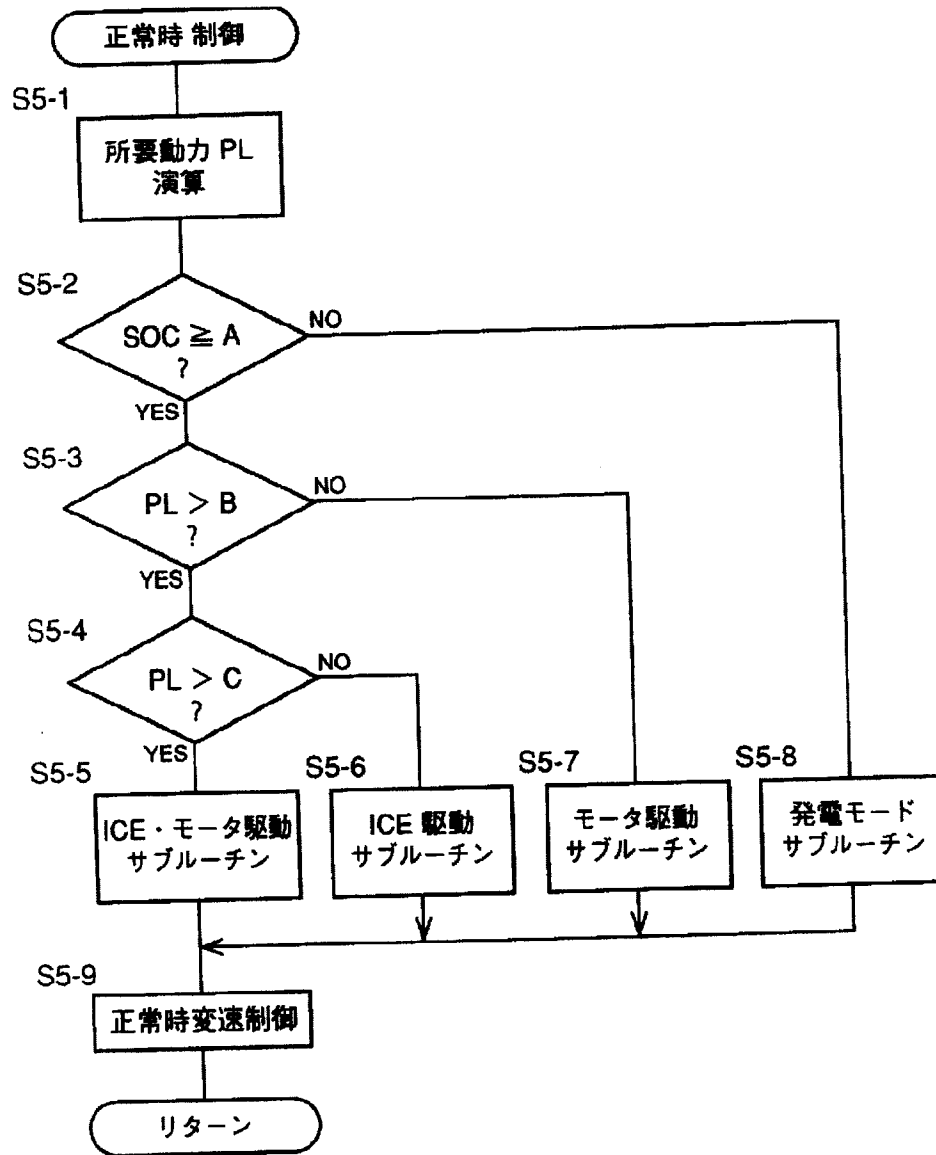 正常時 制御
S5-1
所要動力 PL
演算
S5-2
SOC ≧ A
?
NO
YES
S5-3
PL > B
?
NO
YES
S5-4
PL > C
?
NO
YES
S5-5
ICE・モータ駆動
サブルーチン
S5-6
ICE 駆動
サブルーチン
S5-7
モータ駆動
サブルーチン
S5-8
発電モード
サブルーチン
S5-9
正常時変速制御
リターン